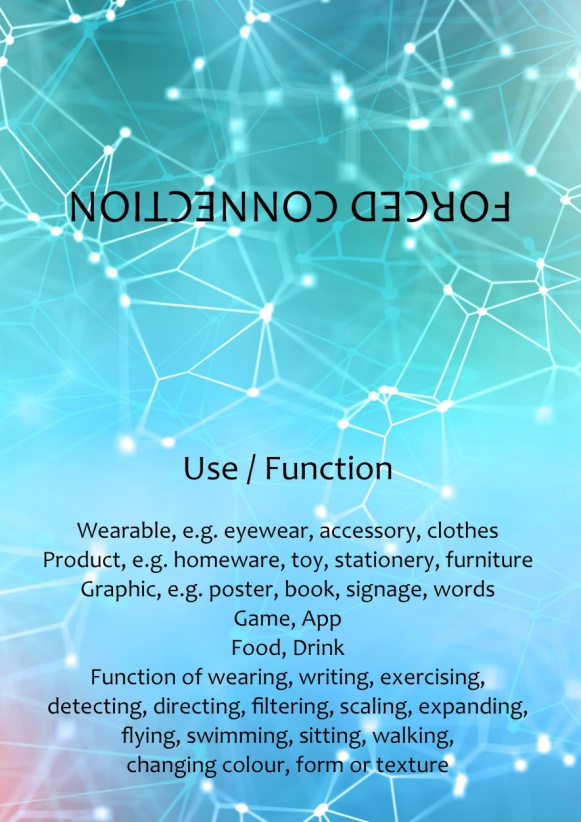 FORCED CONNECTION
Use / Function
Wearable, e.g. eyewear, accessory, clothes
Product, e.g. homeware, toy, stationery, furniture
Graphic, e.g. poster, book, signage, words
Game, App
Food, Drink
Function of wearing, writing, exercising,
detecting, directing, filtering, scaling, expanding,
flying, swimming, sitting, walking,
changing colour, form or texture